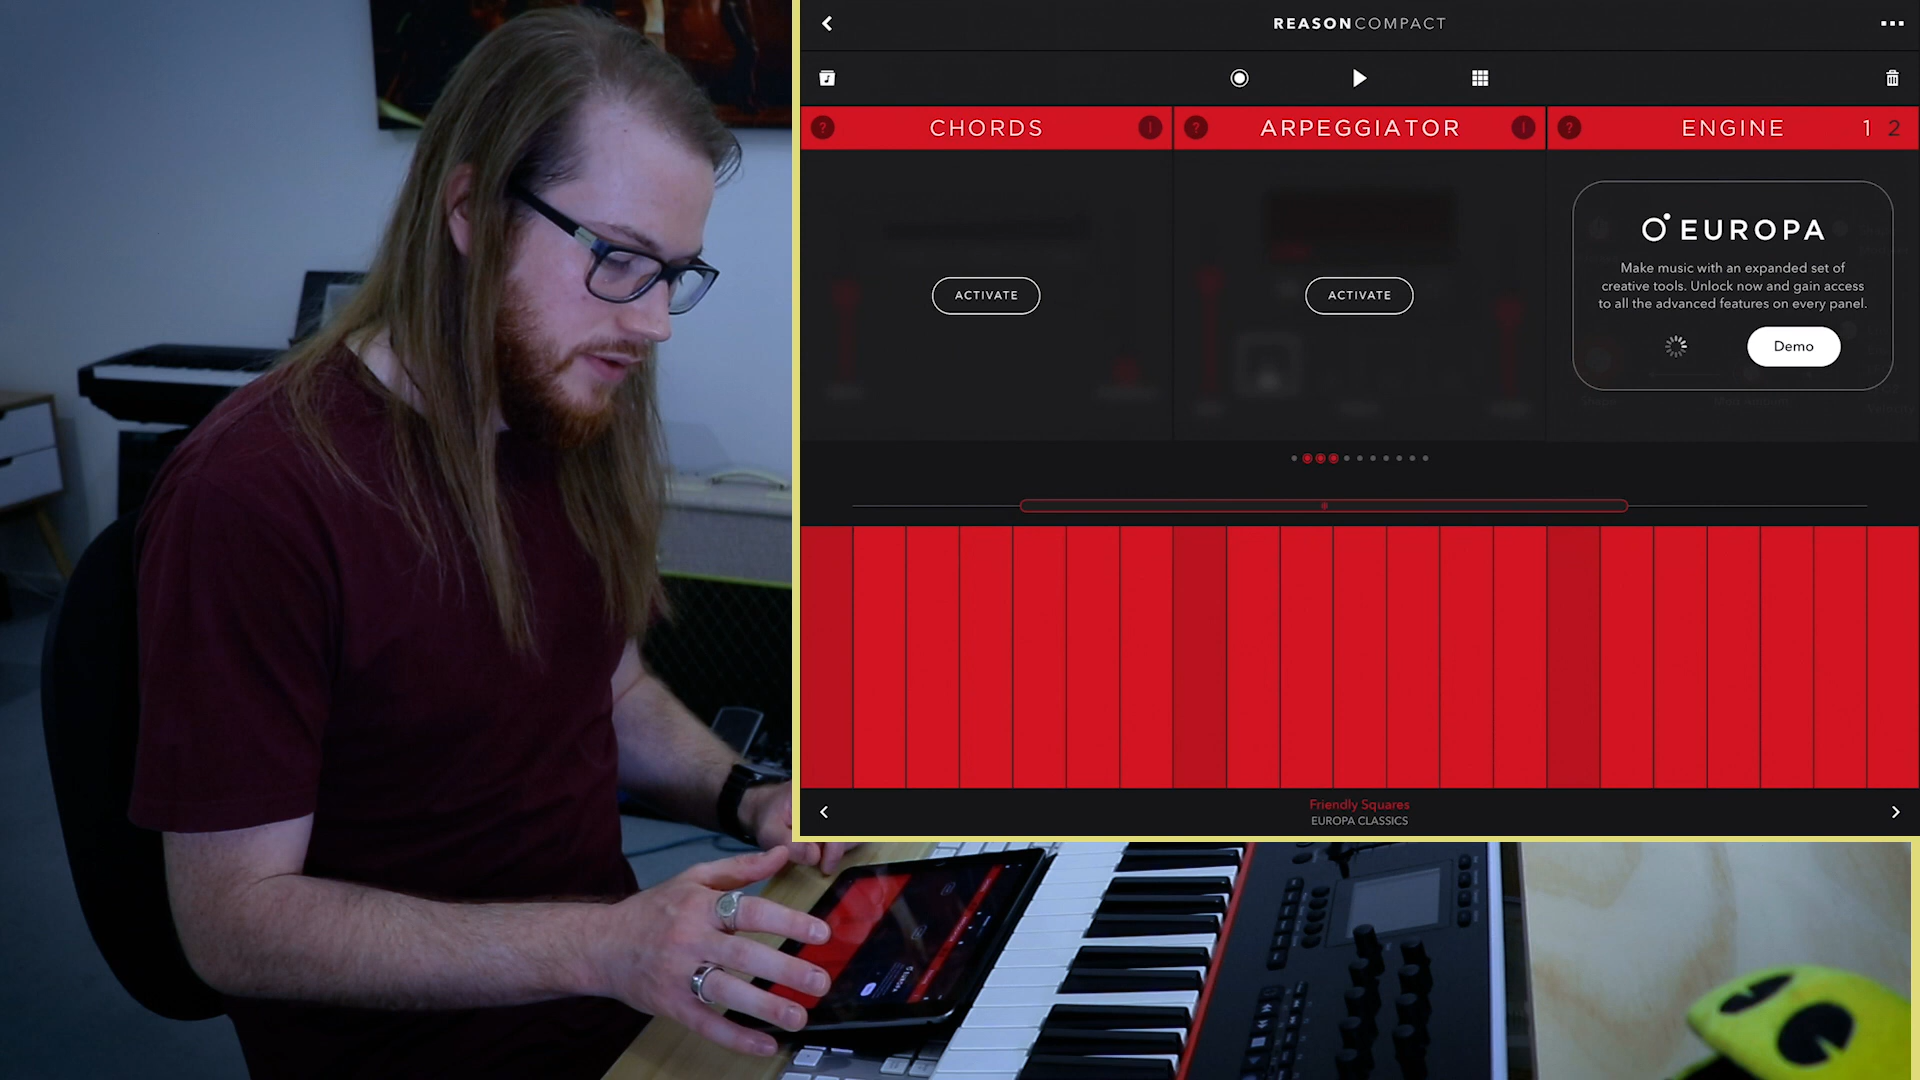 REASONCOMPACT
? CHORDS
? ARPEGGIATOR
? ENGINE 1 2
EUROPA
Make music with an expanded set of
creative tools. Unlock now and gain access
to all the advanced features on every panel.
Demo
ACTIVATE
ACTIVATE
Friendly Squares
EUROPA CLASSICS